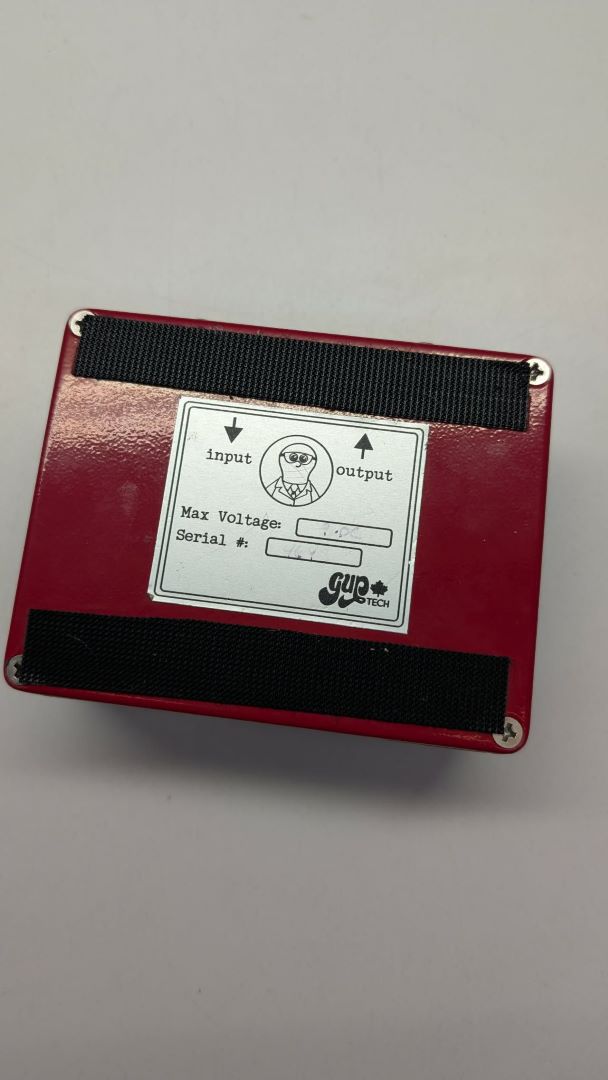 input
output
Max Voltage:
Serial #:
gup
TECH